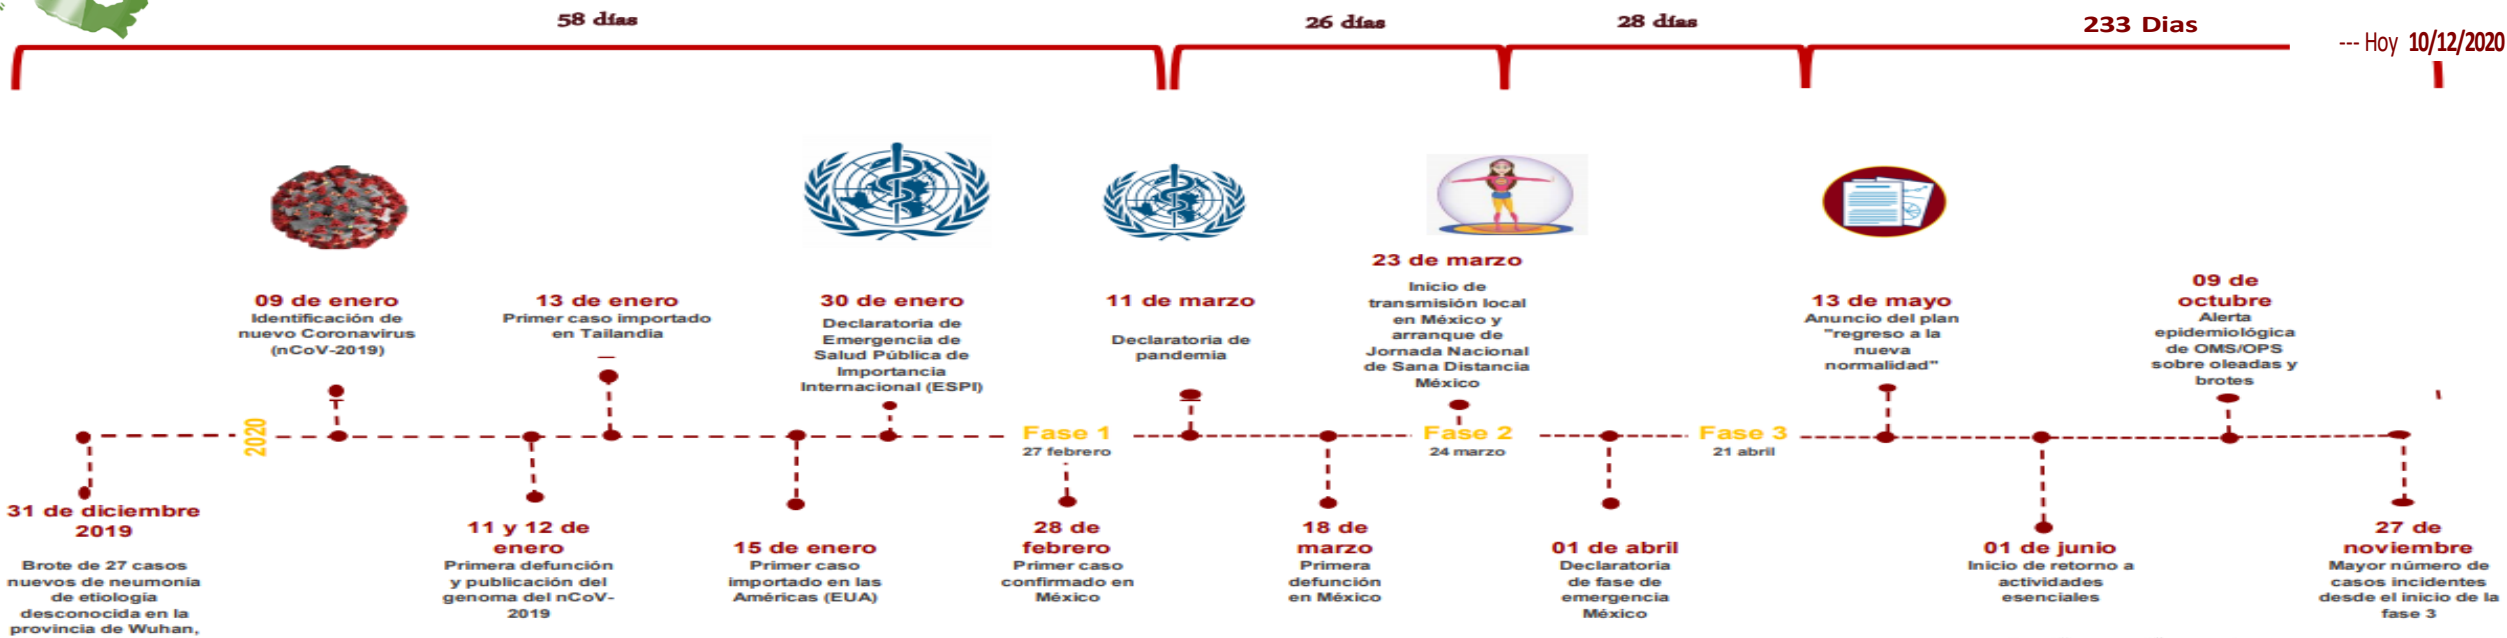 58 días
26 días
28 días
233 Dias
--- Hoy 10/12/2020
09 de enero
Identificación de
nuevo Coronavirus
(nCoV-2019)
13 de enero
Primer caso importado
en Tailandia
30 de enero
Declaratoria de
Emergencia de
Salud Pública de
Importancia
Internacional (ESPI)
11 de marzo
Declaratoria de
pandemia
23 de marzo
Inicio de
transmisión local
en México y
arranque de
Jornada Nacional
de Sana Distancia
México
13 de mayo
Anuncio del plan
"regreso a la
nueva
normalidad"
09 de
octubre
Alerta
epidemiológica
de OMS/OPS
sobre oleadas y
brotes
2020
Fase 1
27 febrero
Fase 2
24 marzo
Fase 3
21 abril
31 de diciembre
2019
Brote de 27 casos
nuevos de neumonía
de etiología
desconocida en la
provincia de Wuhan,
11 y 12 de
enero
Primera defunción
y publicación del
genoma del nCoV-
2019
15 de enero
Primer caso
importado en las
Américas (EUA)
28 de
febrero
Primer caso
confirmado en
México
18 de
marzo
Primera
defunción
en México
01 de abril
Declaratoria
de fase de
emergencia
México
01 de junio
Inicio de retorno a
actividades
esenciales
27 de
noviembre
Mayor número de
casos incidentes
desde el inicio de la
fase 3